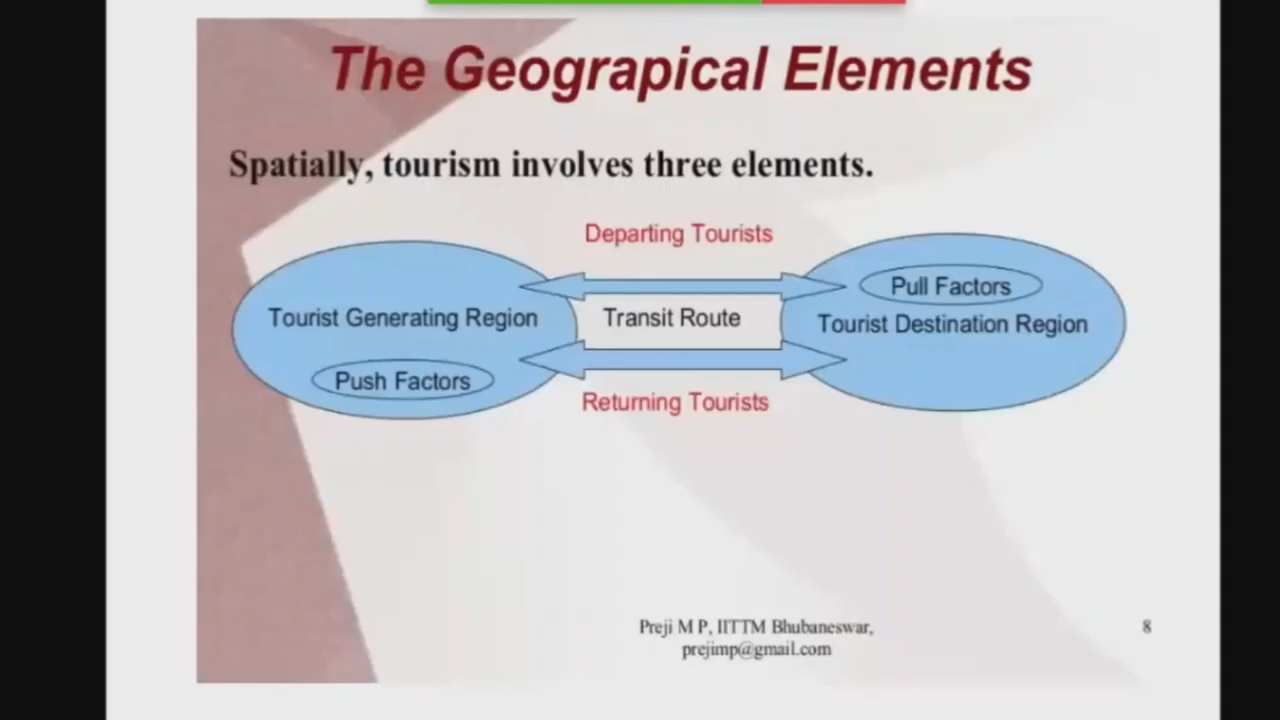 The Geograpical Elements
Spatially, tourism involves three elements.
Departing Tourists
Pull Factors
Tourist Generating Region
Transit Route
Tourist Destination Region
Push Factors
Returning Tourists
Preji M P, IITTM Bhubaneswar,
prejimp@gmail.com
8